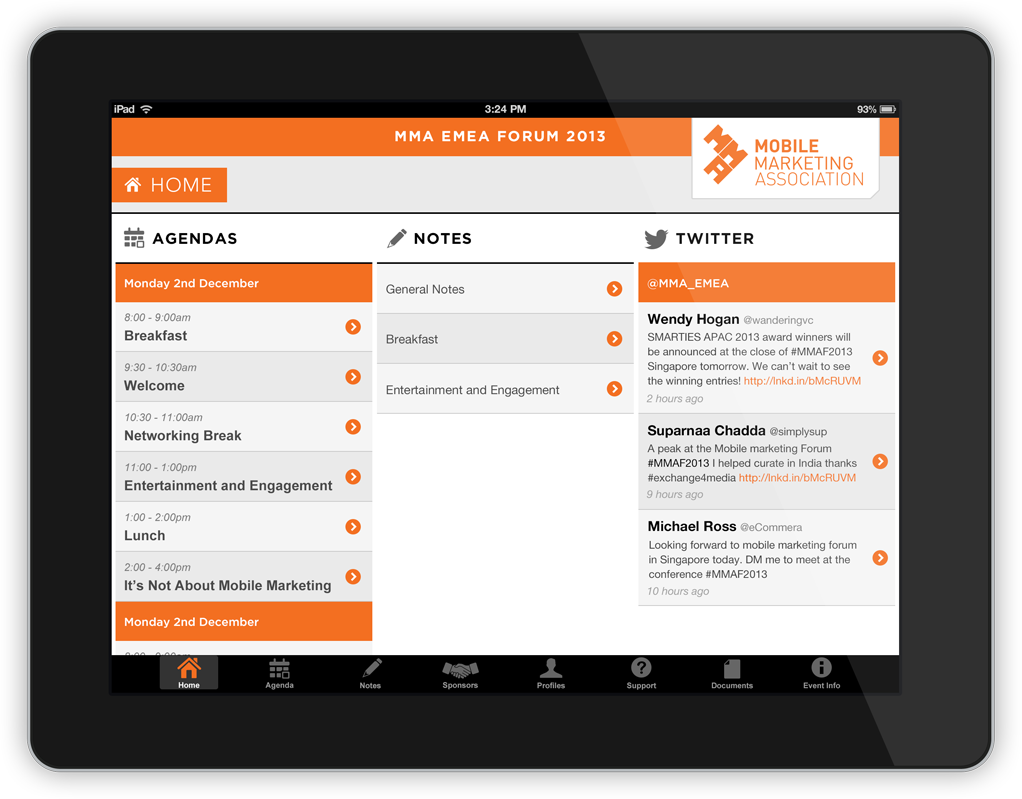 iPad
3:24 PM
93%
MMA EMEA FORUM 2013
MMA
MOBILE
MARKETING
ASSOCIATION
HOME
AGENDAS
Monday 2nd December
8:00 - 9:00am
Breakfast
9:30 - 10:30am
Welcome
10:30 - 11:00am
Networking Break
11:00 - 1:00pm
Entertainment and Engagement
1:00 - 2:00pm
Lunch
2:00 - 4:00pm
It's Not About Mobile Marketing
Monday 2nd December
NOTES
General Notes
Breakfast
Entertainment and Engagement
TWITTER
@MMA_EMEA
Wendy Hogan @wanderingvc
SMARTIES APAC 2013 award winners will
be announced at the close of #MMAF2013
Singapore tomorrow. We can't wait to see
the winning entries! http://lnkd.in/bMcRUVM
2 hours ago
Suparnaa Chadda @simplysup
A peak at the Mobile marketing Forum
#MMAF2013 I helped curate in India thanks
#exchange4media http://lnkd.in/bMcRUVM
9 hours ago
Michael Ross @eCommera
Looking forward to mobile marketing forum
in Singapore today. DM me to meet at the
conference #MMAF2013
10 hours ago
Home
Agenda
Notes
Sponsors
Profiles
Support
Documents
Event Info